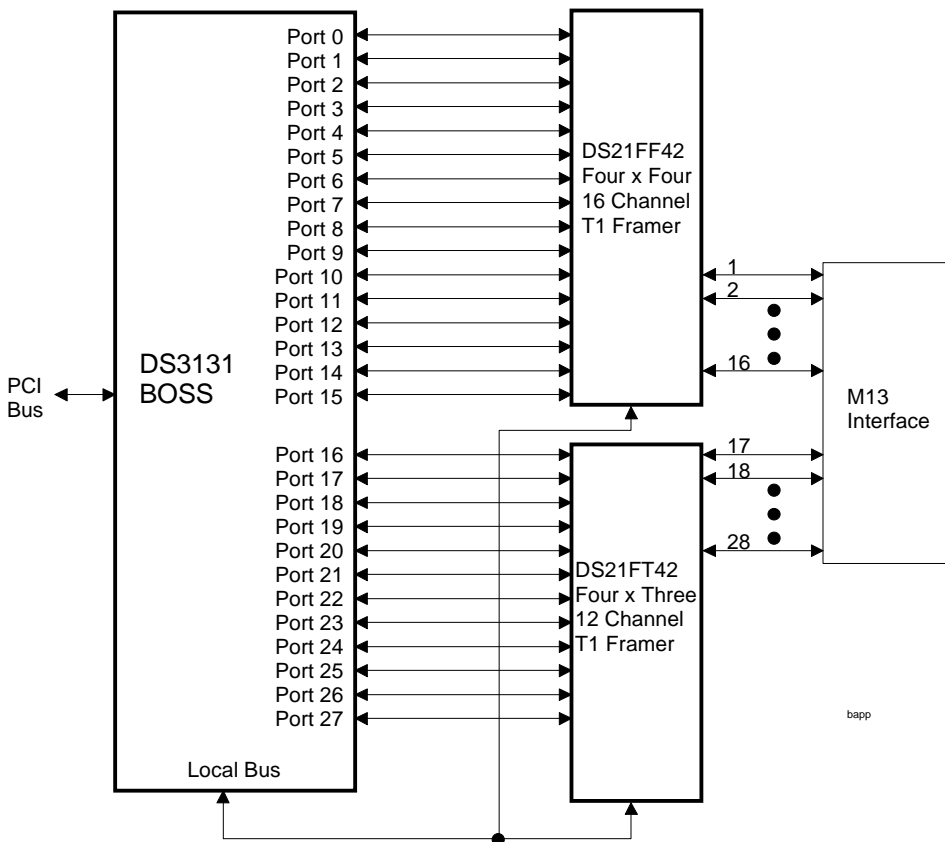 Port 0
Port 1
Port 2
Port 3
Port 4
Port 5
Port 6
Port 7
Port 8
Port 9
Port 10
Port 11
Port 12
Port 13
Port 14
Port 15
DS3131
BOSS
PCI
Bus
Port 16
Port 17
Port 18
Port 19
Port 20
Port 21
Port 22
Port 23
Port 24
Port 25
Port 26
Port 27
Local Bus
DS21FF42
Four x Four
16 Channel
T1 Framer
DS21FT42
Four x Three
12 Channel
T1 Framer
1
2
16
17
18
28
M13
Interface
bapp